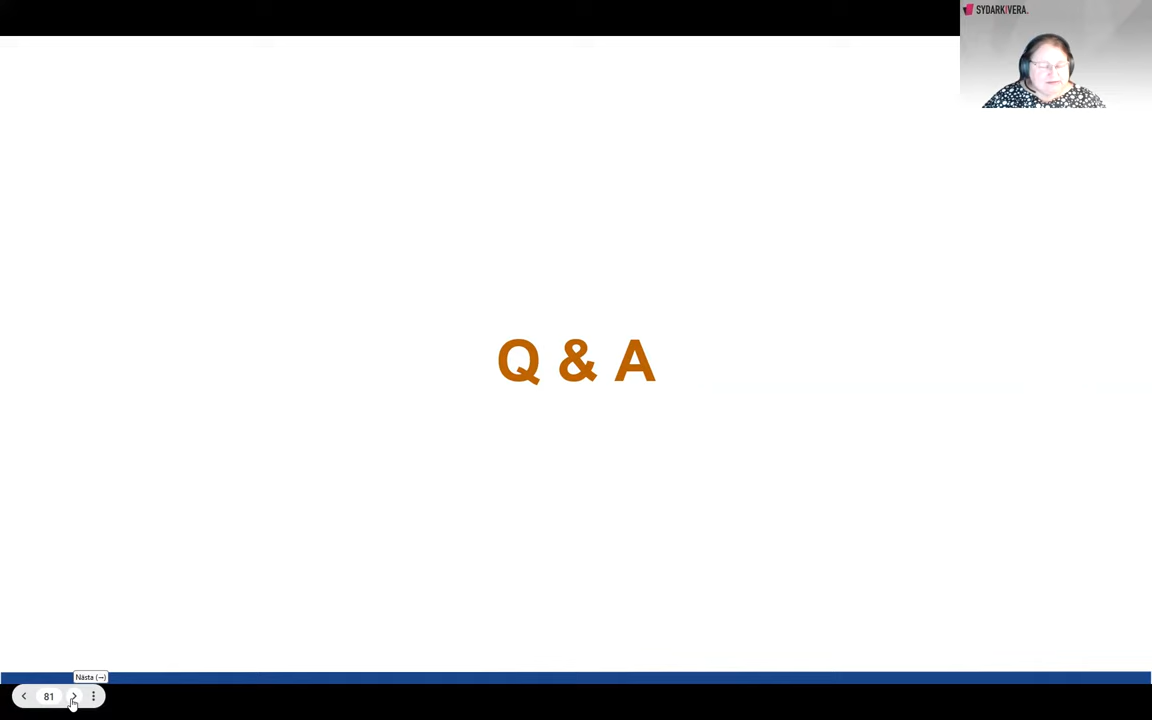 SYDARKIVERA.
Q & A
Nästa (→)
81